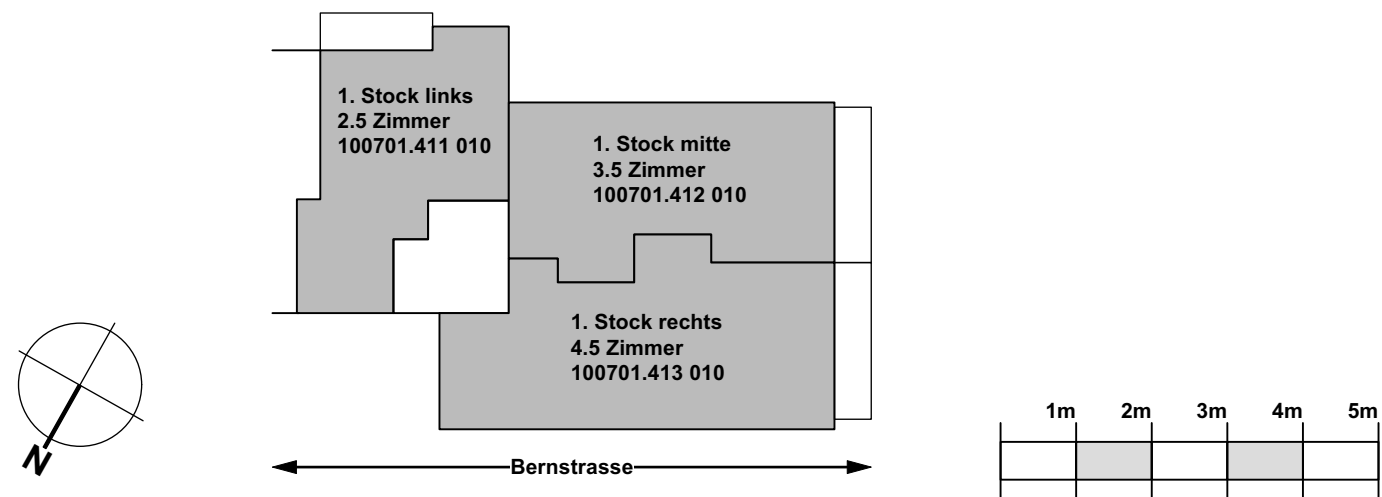 1. Stock links
2.5 Zimmer
100701.411 010
1. Stock mitte
3.5 Zimmer
100701.412 010
1. Stock rechts
4.5 Zimmer
100701.413 010
N
Bernstrasse
1m 2m 3m 4m 5m